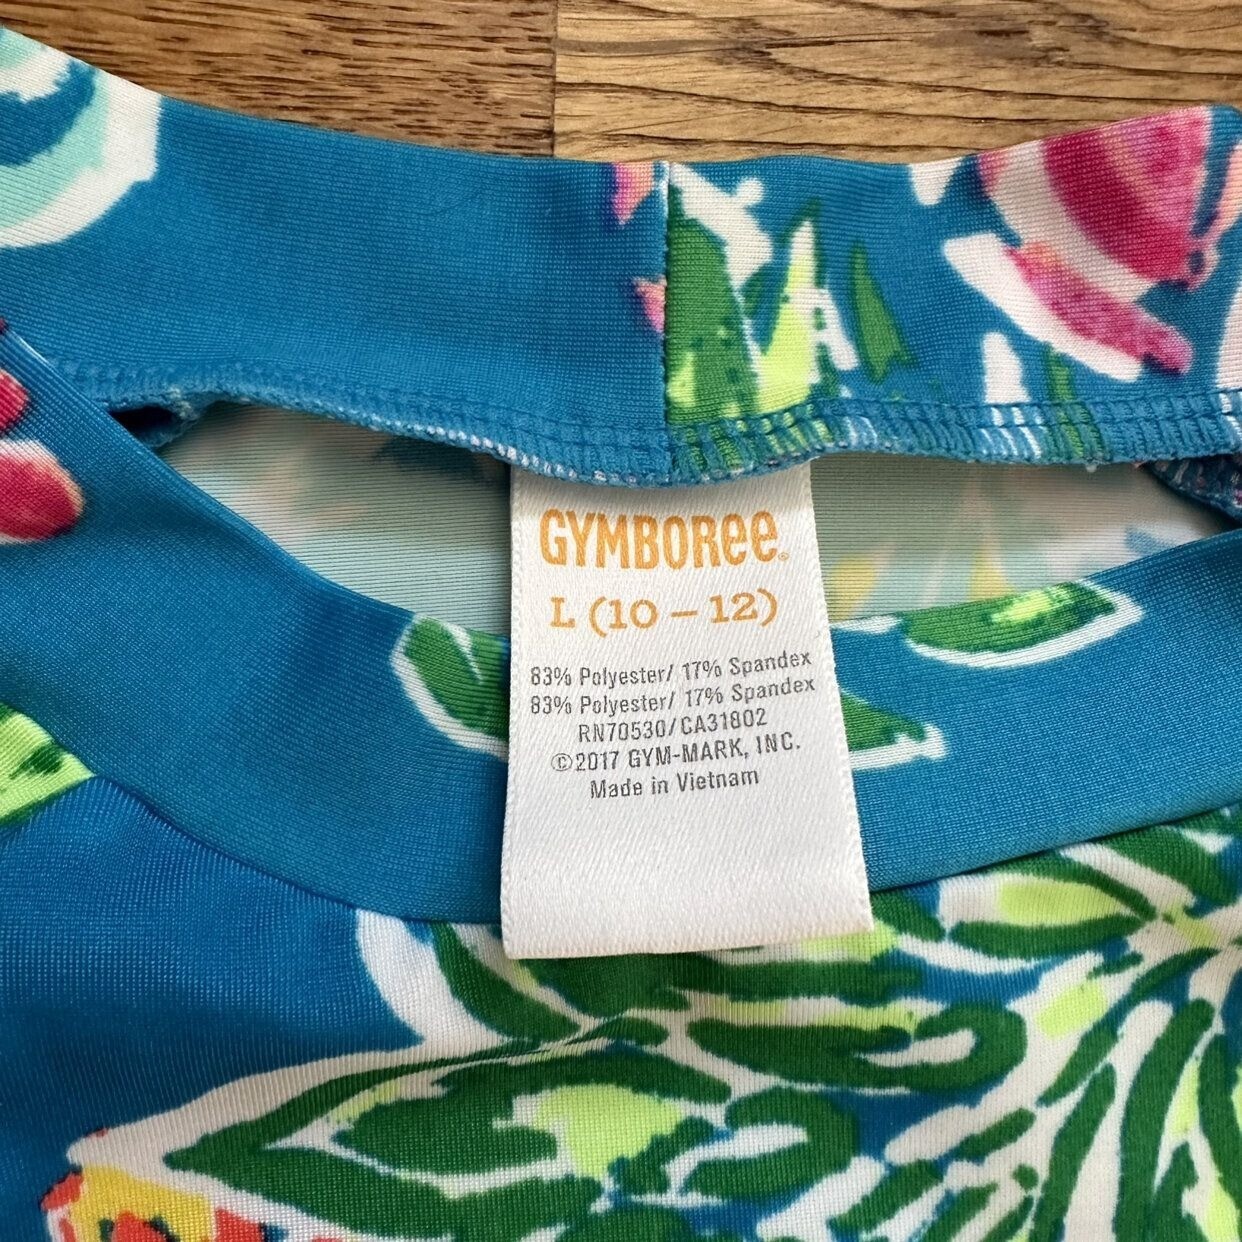 GYMBOREE®
L (10 – 12)
83% Polyester/ 17% Spandex
83% Polyester/ 17% Spandex
RN70530/CA31802
©2017 GYM-MARK, INC.
Made in Vietnam